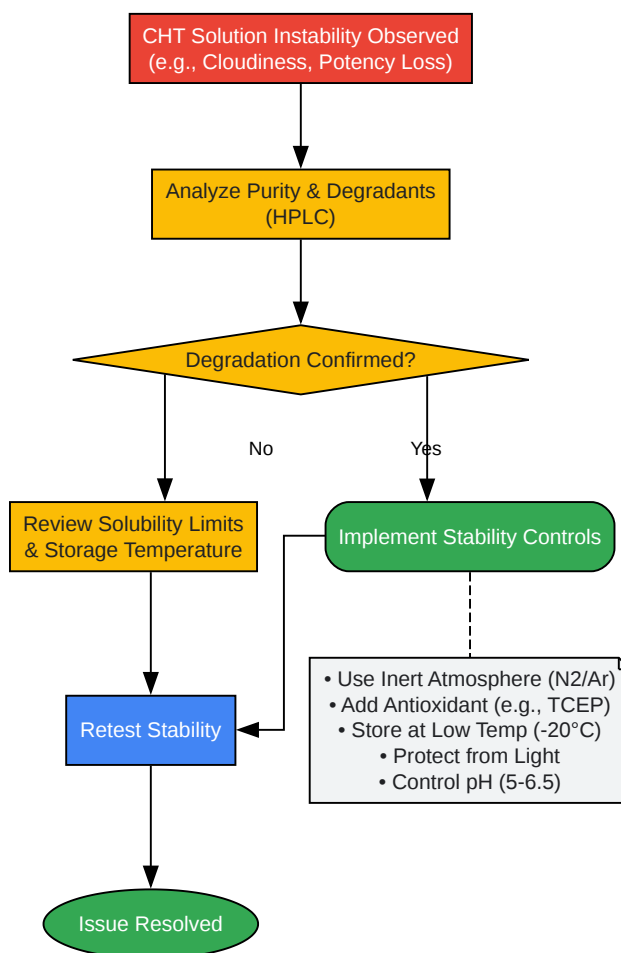 CHT Solution Instability Observed
(e.g., Cloudiness, Potency Loss)
Analyze Purity & Degradants
(HPLC)
Degradation Confirmed?
No
Yes
Review Solubility Limits
& Storage Temperature
Implement Stability Controls
• Use Inert Atmosphere (N2/Ar)
• Add Antioxidant (e.g., TCEP)
• Store at Low Temp (-20°C)
• Protect from Light
• Control pH (5-6.5)
Retest Stability
Issue Resolved